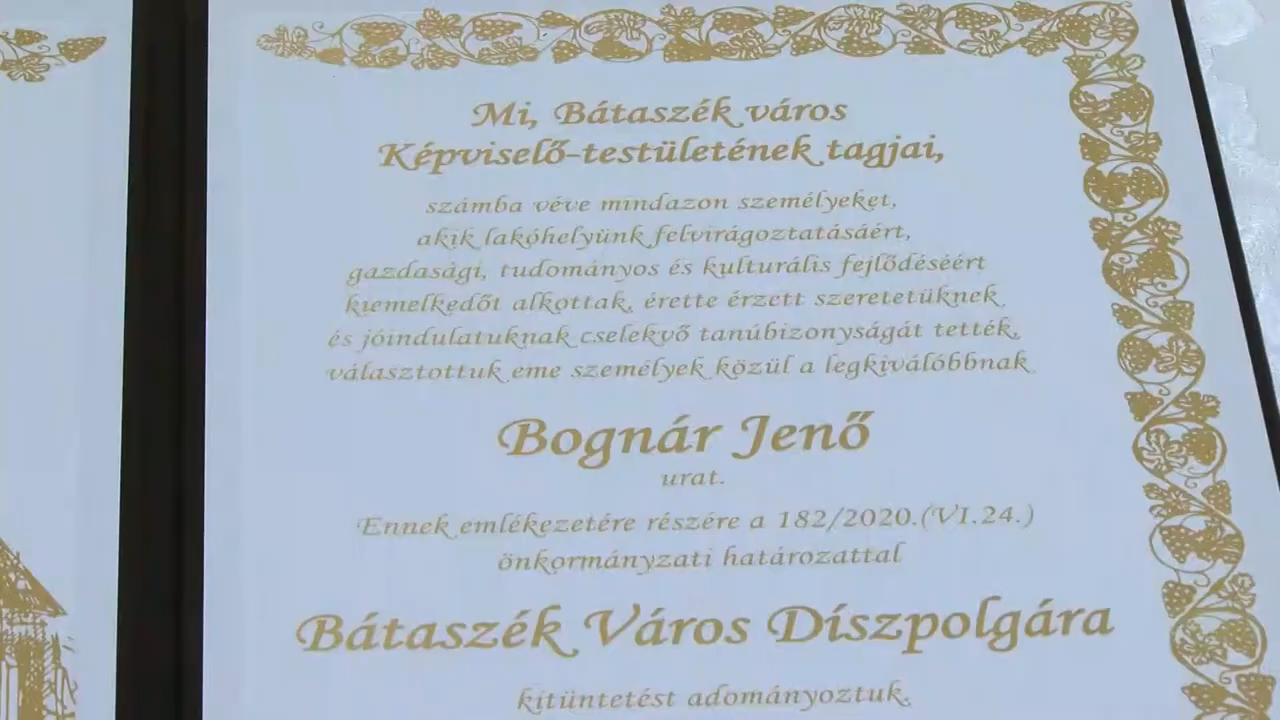 Mi, Bátaszék város
Képviselő-testületének tagjai,
számba véve mindazon személyeket,
akik lakóhelyünk felvirágoztatásáért,
gazdasági, tudományos és kulturális fejlődéséért
kiemelkedőt alkottak, érette érzett szeretetüknek
és jóindulatuknak cselekvő tanúbizonyságát tették,
választottuk eme személyek közül a legkiválóbbnak
Bognár Jenő
urat.
Ennek emlékezetére részére a 182/2020.(VI.24.)
önkormányzati határozattal
Bátaszék Város Díszpolgára
kitüntetést adományoztuk.